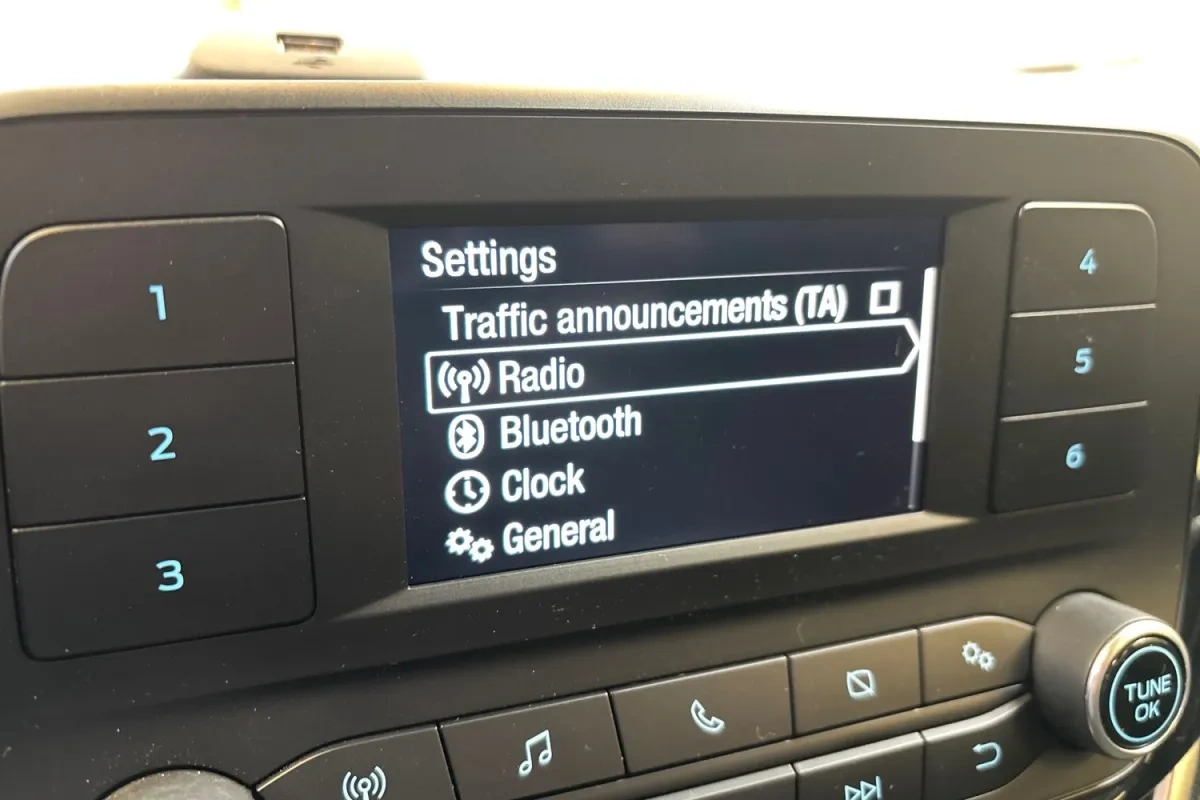 1
2
3
Settings
Traffic announcements (TA)
Radio
Bluetooth
Clock
General
4
5
6
TUNE
OK